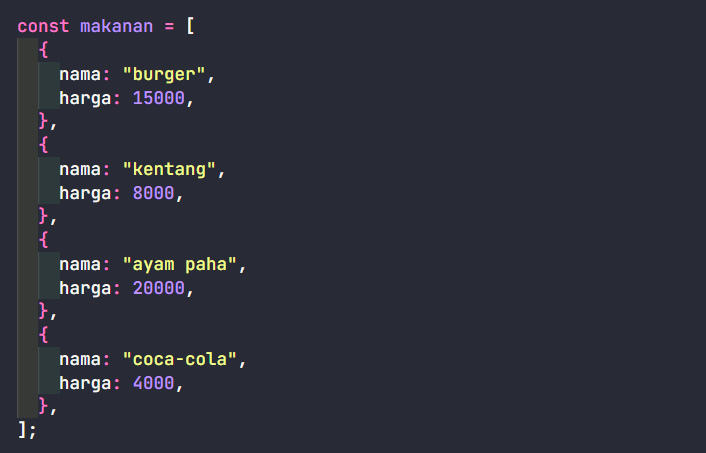 const makanan = [
  {
    nama: "burger",
    harga: 15000,
  },
  {
    nama: "kentang",
    harga: 8000,
  },
  {
    nama: "ayam paha",
    harga: 20000,
  },
  {
    nama: "coca-cola",
    harga: 4000,
  },
];